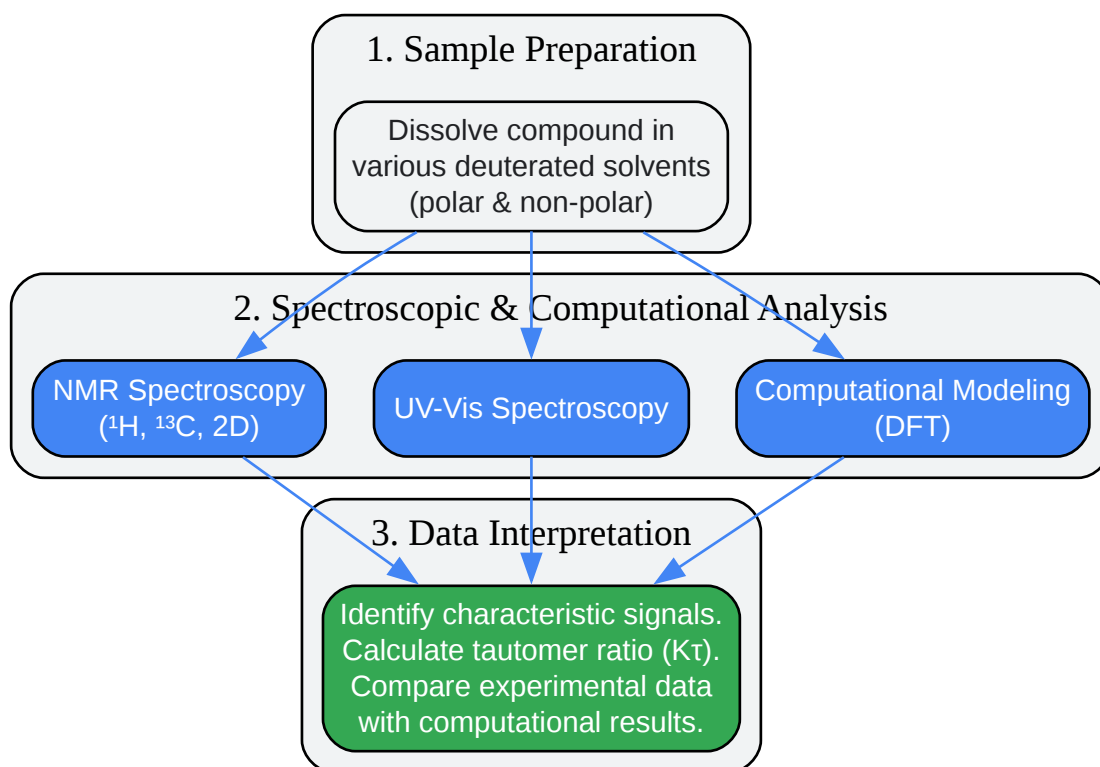 1. Sample Preparation
Dissolve compound in
various deuterated solvents
(polar & non-polar)
2. Spectroscopic & Computational Analysis
NMR Spectroscopy
(¹H, ¹³C, 2D)
UV-Vis Spectroscopy
Computational Modeling
(DFT)
3. Data Interpretation
Identify characteristic signals.
Calculate tautomer ratio (Kτ).
Compare experimental data
with computational results.